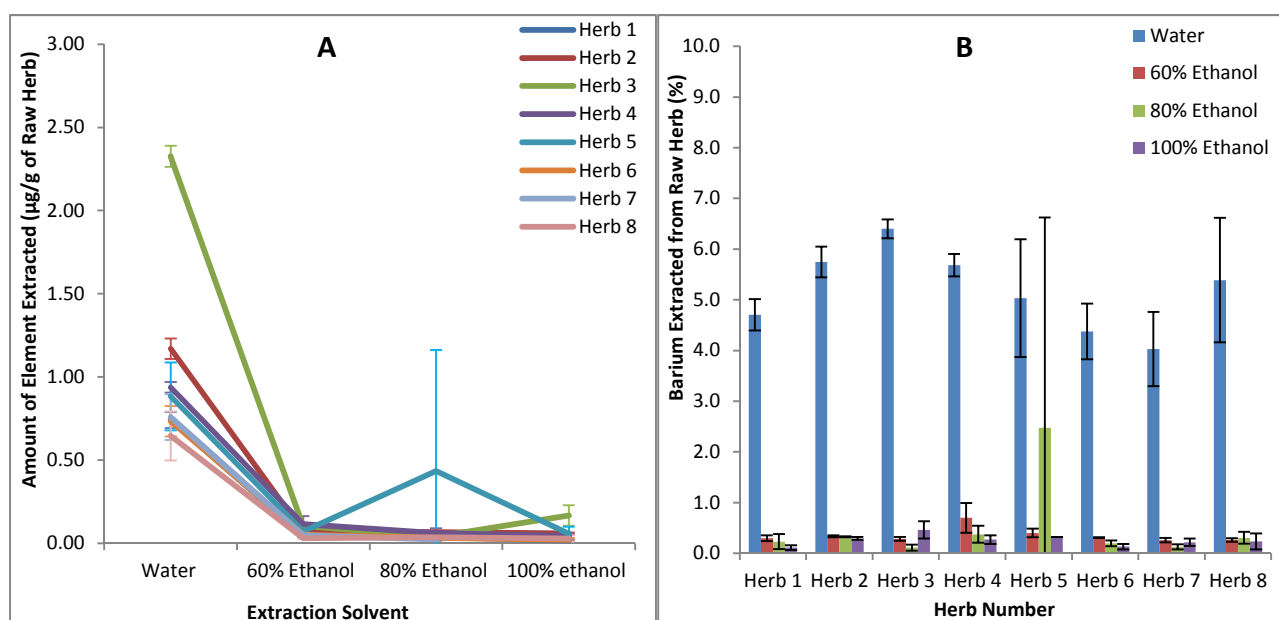 A
Amount of Element Extracted (µg/g of Raw Herb)
3.00
2.50
2.00
1.50
1.00
0.50
0.00
Water
60% Ethanol
80% Ethanol
100% ethanol
Extraction Solvent
Herb 1
Herb 2
Herb 3
Herb 4
Herb 5
Herb 6
Herb 7
Herb 8
B
Barium Extracted from Raw Herb (%)
10.0
9.0
8.0
7.0
6.0
5.0
4.0
3.0
2.0
1.0
0.0
Herb 1
Herb 2
Herb 3
Herb 4
Herb 5
Herb 6
Herb 7
Herb 8
Herb Number
Water
60% Ethanol
80% Ethanol
100% Ethanol